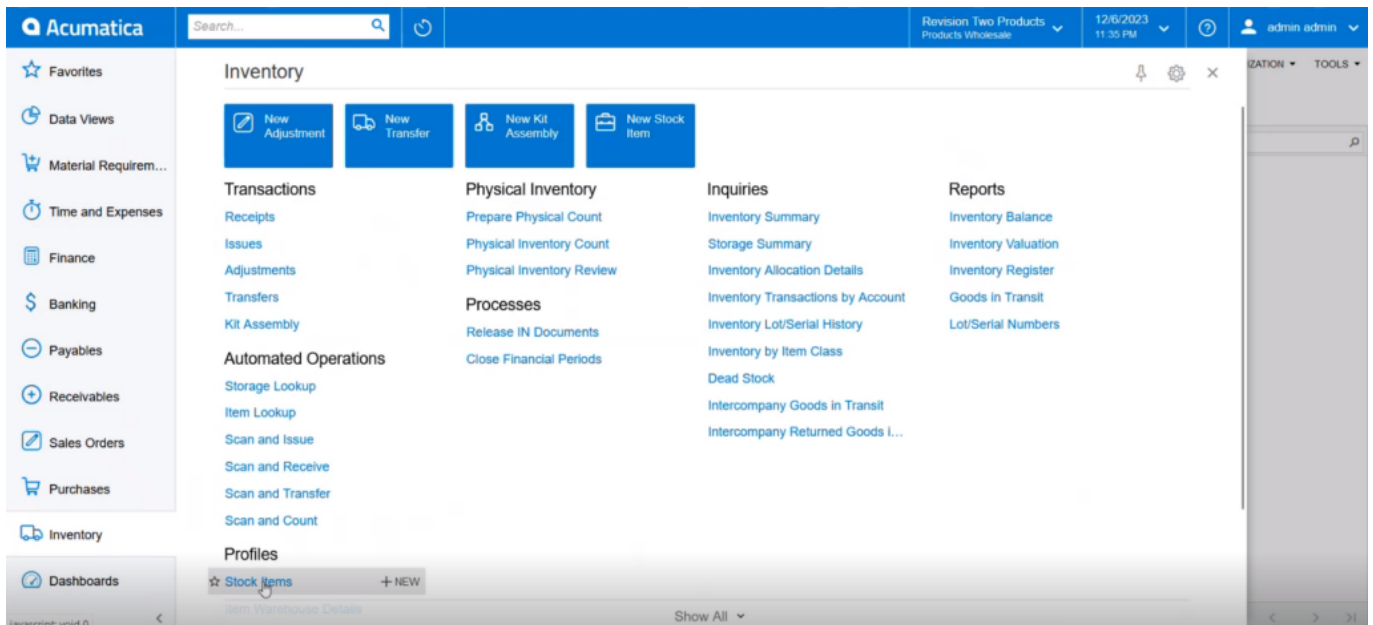 Acumatica
Search...
Revision Two Products
Products Wholesale
12/6/2023
11:35 PM
admin admin
Favorites
Data Views
Material Requirem...
Time and Expenses
Finance
Banking
Payables
Receivables
Sales Orders
Purchases
Inventory
Dashboards
javascript:void 0
Inventory
IZATION
TOOLS
New
Adjustment
New
Transfer
New Kit
Assembly
New Stock
Item
Transactions
Receipts
Issues
Adjustments
Transfers
Kit Assembly
Automated Operations
Storage Lookup
Item Lookup
Scan and Issue
Scan and Receive
Scan and Transfer
Scan and Count
Profiles
Stock Items
+ NEW
Item Warehouse Details
Physical Inventory
Prepare Physical Count
Physical Inventory Count
Physical Inventory Review
Processes
Release IN Documents
Close Financial Periods
Inquiries
Inventory Summary
Storage Summary
Inventory Allocation Details
Inventory Transactions by Account
Inventory Lot/Serial History
Inventory by Item Class
Dead Stock
Intercompany Goods in Transit
Intercompany Returned Goods i...
Reports
Inventory Balance
Inventory Valuation
Inventory Register
Goods in Transit
Lot/Serial Numbers
Show All